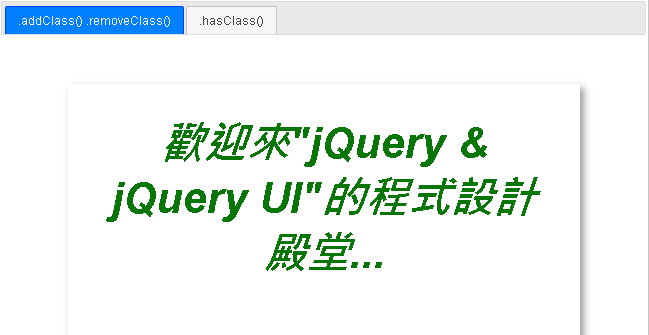 .addClass() .removeClass() .hasClass()
歡迎來"jQuery &
jQuery UI"的程式設計
殿堂...